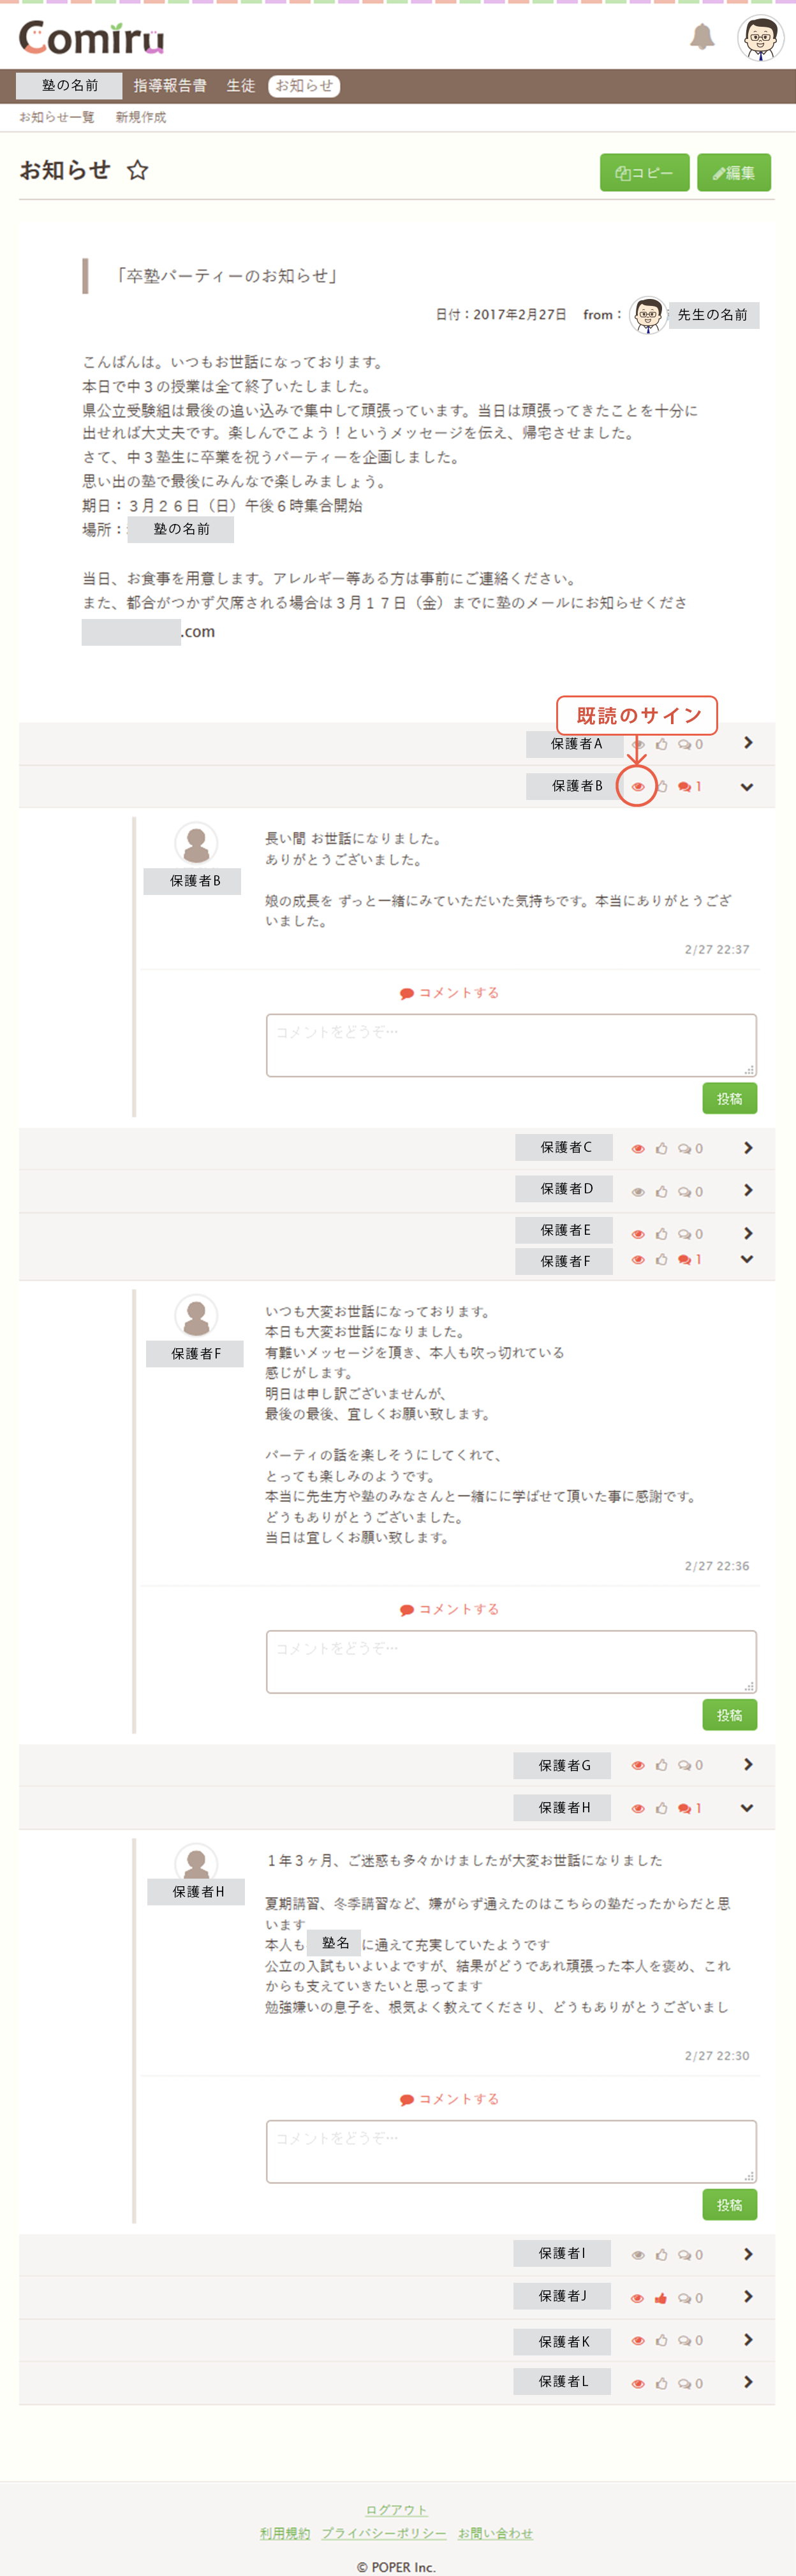 Comiru
塾の名前 指導報告書 生徒 お知らせ
お知らせ一覧 新規作成
お知らせ コピー 編集
「卒塾パーティーのお知らせ」
日付：2017年2月27日 from： 先生の名前
こんばんは。いつもお世話になっております。
本日で中３の授業は全て終了いたしました。
県公立受験組は最後の追い込みで集中して頑張っています。当日は頑張ってきたことを十分に
出せれば大丈夫です。楽しんでこよう！というメッセージを伝え、帰宅させました。
さて、中３塾生に卒業を祝うパーティーを企画しました。
思い出の塾で最後にみんなで楽しみましょう。
期日：３月２６日（日）午後６時集合開始
場所： 塾の名前
当日、お食事を用意します。アレルギー等ある方は事前にご連絡ください。
また、都合がつかず欠席される場合は３月１７日（金）までに塾のメールにお知らせくださ
.com
既読のサイン
保護者A 0
保護者B 1
長い間 お世話になりました。
ありがとうございました。
保護者B
娘の成長を ずっと一緒にみていただいた気持ちです。本当にありがとうござ
いました。
2/27 22:37
コメントする
コメントをどうぞ…
投稿
保護者C 0
保護者D 0
保護者E 0
保護者F 1
いつも大変お世話になっております。
本日も大変お世話になりました。
保護者F
有難いメッセージを頂き、本人も吹っ切れている
感じがします。
明日は申し訳ございませんが、
最後の最後、宜しくお願い致します。
パーティの話を楽しそうにしてくれて、
とっても楽しみのようです。
本当に先生方や塾のみなさんと一緒にに学ばせて頂いた事に感謝です。
どうもありがとうございました。
当日は宜しくお願い致します。
2/27 22:36
コメントする
コメントをどうぞ…
投稿
保護者G 0
保護者H 1
１年３ヶ月、ご迷惑も多々かけましたが大変お世話になりました
保護者H
夏期講習、冬季講習など、嫌がらず通えたのはこちらの塾だったからだと思
います
本人も 塾名 に通えて充実していたようです
公立の入試もいよいよですが、結果がどうであれ頑張った本人を褒め、これ
からも支えていきたいと思ってます
勉強嫌いの息子を、根気よく教えてくださり、どうもありがとうございまし
2/27 22:30
コメントする
コメントをどうぞ…
投稿
保護者I 0
保護者J 0
保護者K 0
保護者L 0
ログアウト
利用規約 プライバシーポリシー お問い合わせ
© POPER Inc.